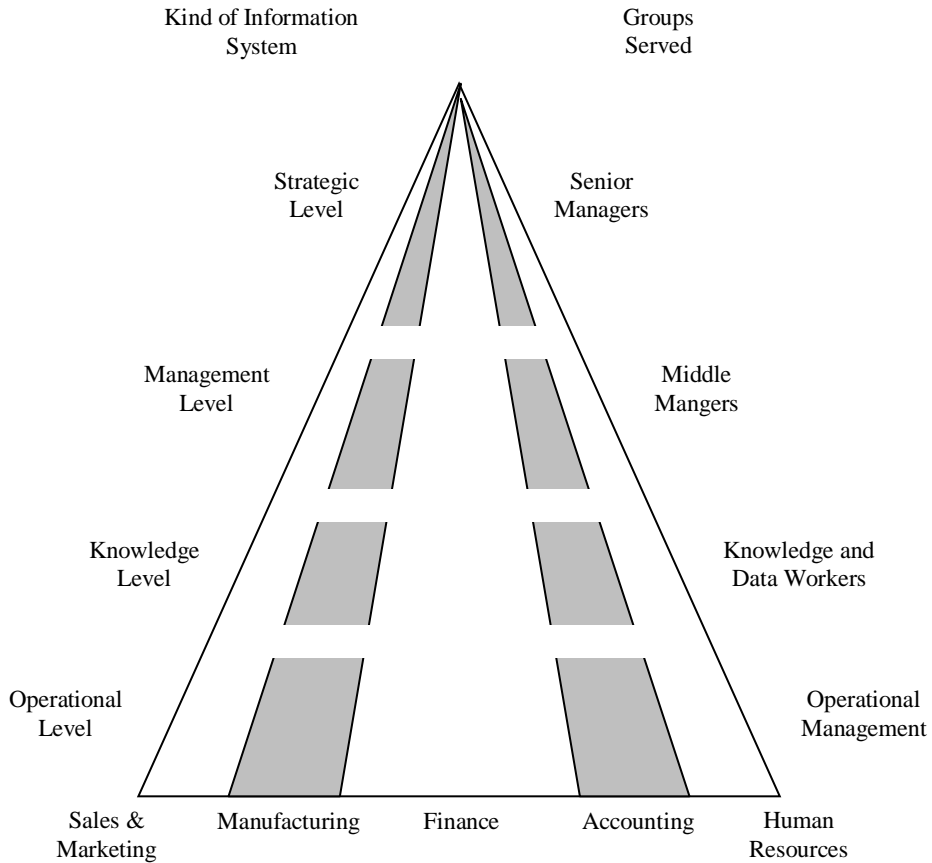 Kind of Information
System
Groups
Served
Strategic
Level
Senior
Managers
Management
Level
Middle
Mangers
Knowledge
Level
Knowledge and
Data Workers
Operational
Level
Operational
Management
Sales &
Marketing
Manufacturing
Finance
Accounting
Human
Resources